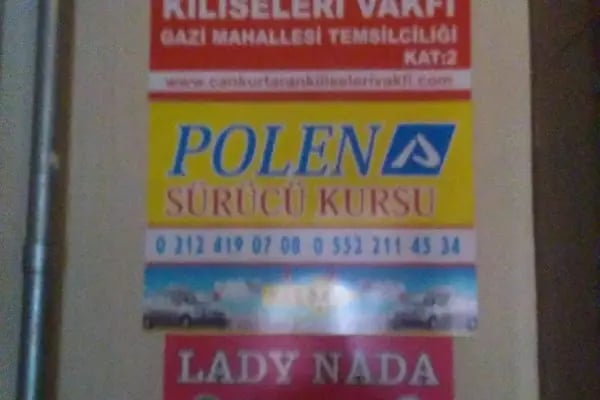 KİLİSELERİ VAKFI
GAZİ MAHALLESİ TEMSİLCİLİĞİ
KAT:2
www.cankurtarankiliselerivakfi.com
POLEN
SÜRÜCÜ KURSU
0 212 419 07 08 0 552 211 45 34
LADY NADA